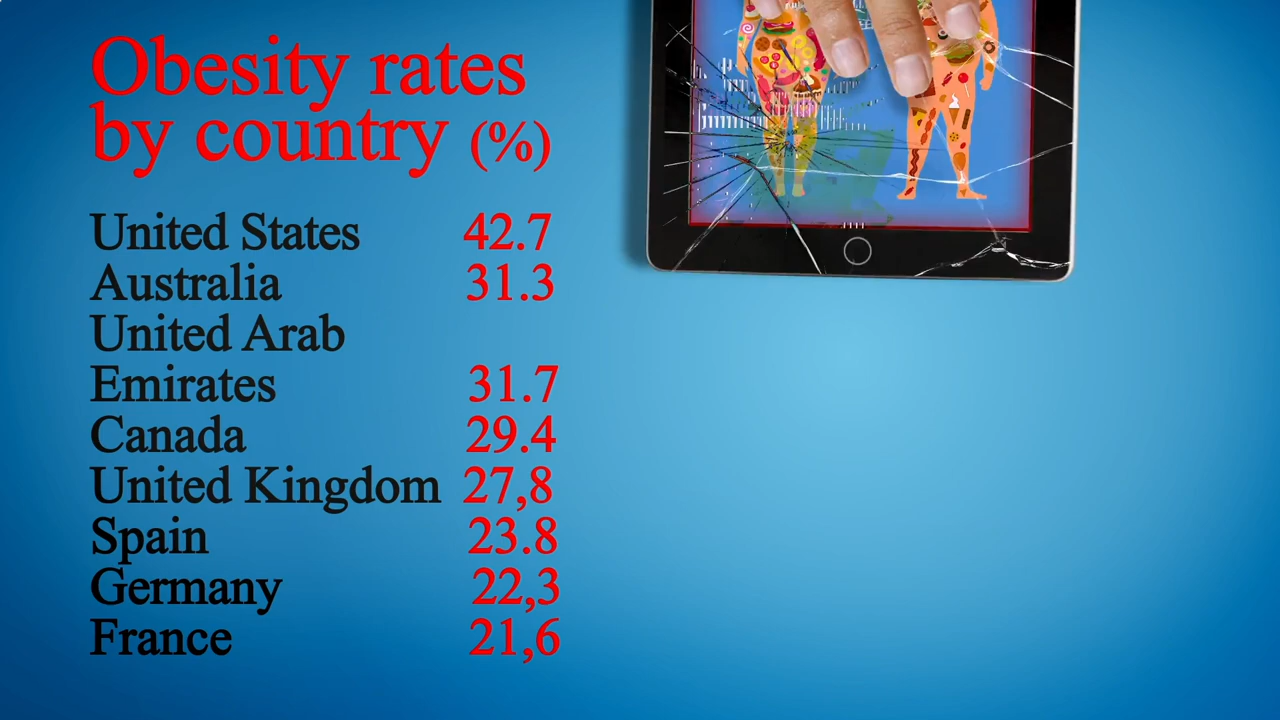 Obesity rates
by country (%)
United States 42.7
Australia 31.3
United Arab
Emirates 31.7
Canada 29.4
United Kingdom 27,8
Spain 23.8
Germany 22,3
France 21,6